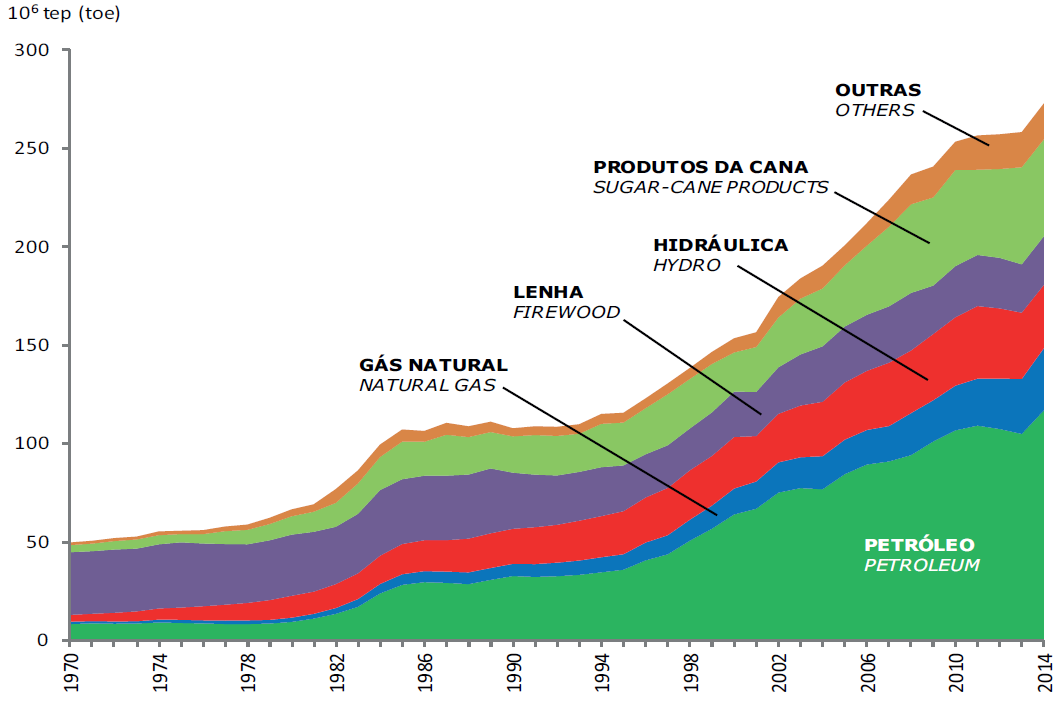 10⁶ tep (toe)
300
250
200
150
100
50
0
OUTRAS
OTHERS
PRODUTOS DA CANA
SUGAR-CANE PRODUCTS
HIDRÁULICA
HYDRO
LENHA
FIREWOOD
GÁS NATURAL
NATURAL GAS
PETRÓLEO
PETROLEUM
1970
1974
1978
1982
1986
1990
1994
1998
2002
2006
2010
2014